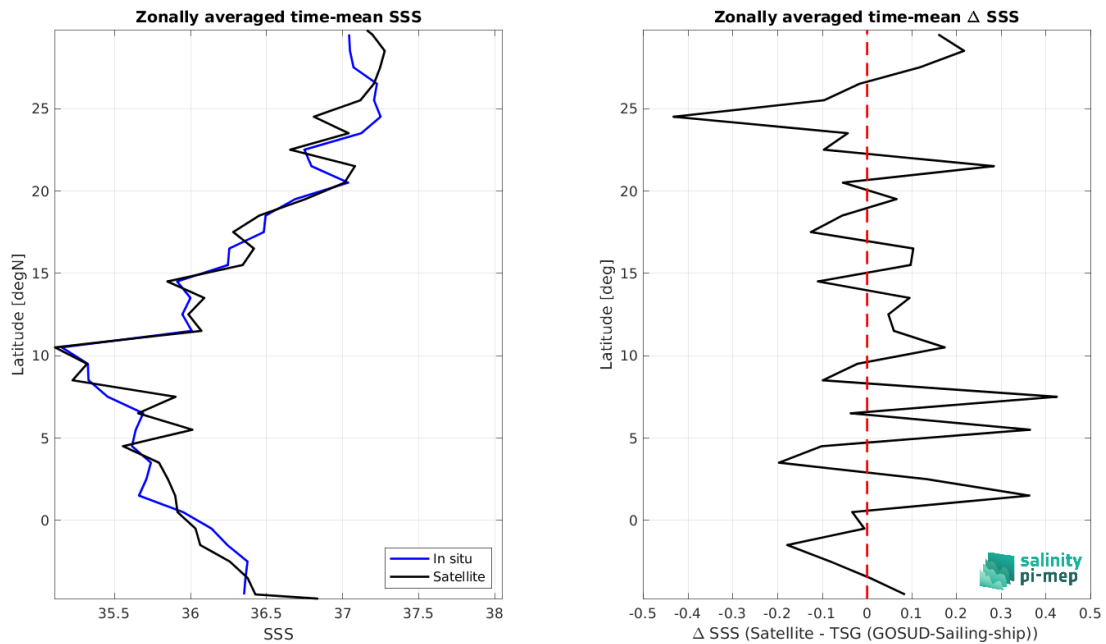 Zonally averaged time-mean SSS
Latitude [degN]
25
20
15
10
5
0
35.5
36
36.5
37
37.5
38
SSS
In situ
Satellite
Zonally averaged time-mean Δ SSS
Latitude [deg]
25
20
15
10
5
0
-0.5
-0.4
-0.3
-0.2
-0.1
0
0.1
0.2
0.3
0.4
0.5
Δ SSS (Satellite - TSG (GOSUD-Sailing-ship))
salinity
pi-mep